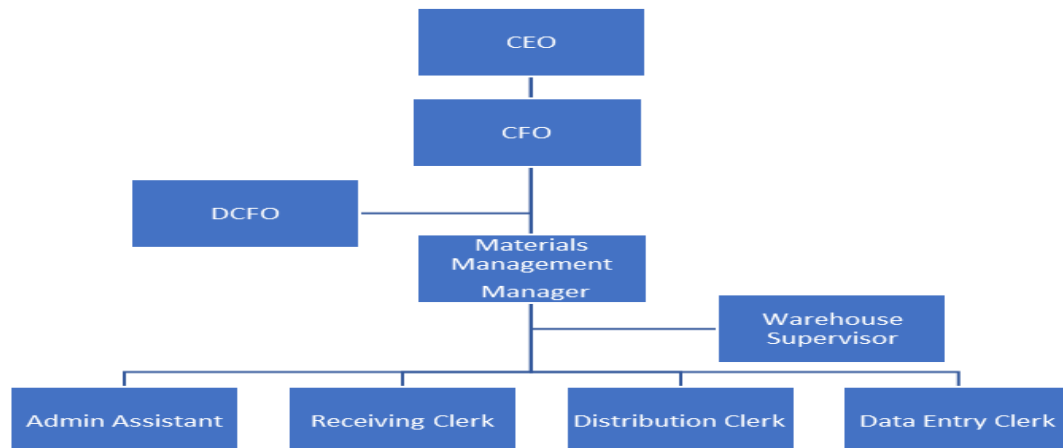 CEO
CFO
DCFO
Materials
Management
Manager
Warehouse
Supervisor
Admin Assistant
Receiving Clerk
Distribution Clerk
Data Entry Clerk